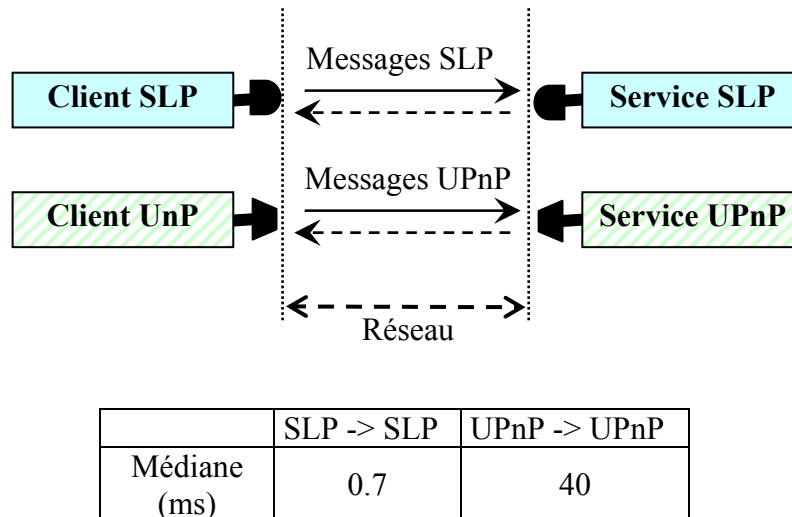 Messages SLP
Client SLP
Service SLP
Messages UPnP
Client UnP
Service UPnP
Réseau
SLP -> SLP UPnP -> UPnP
Médiane
(ms)
0.7 40